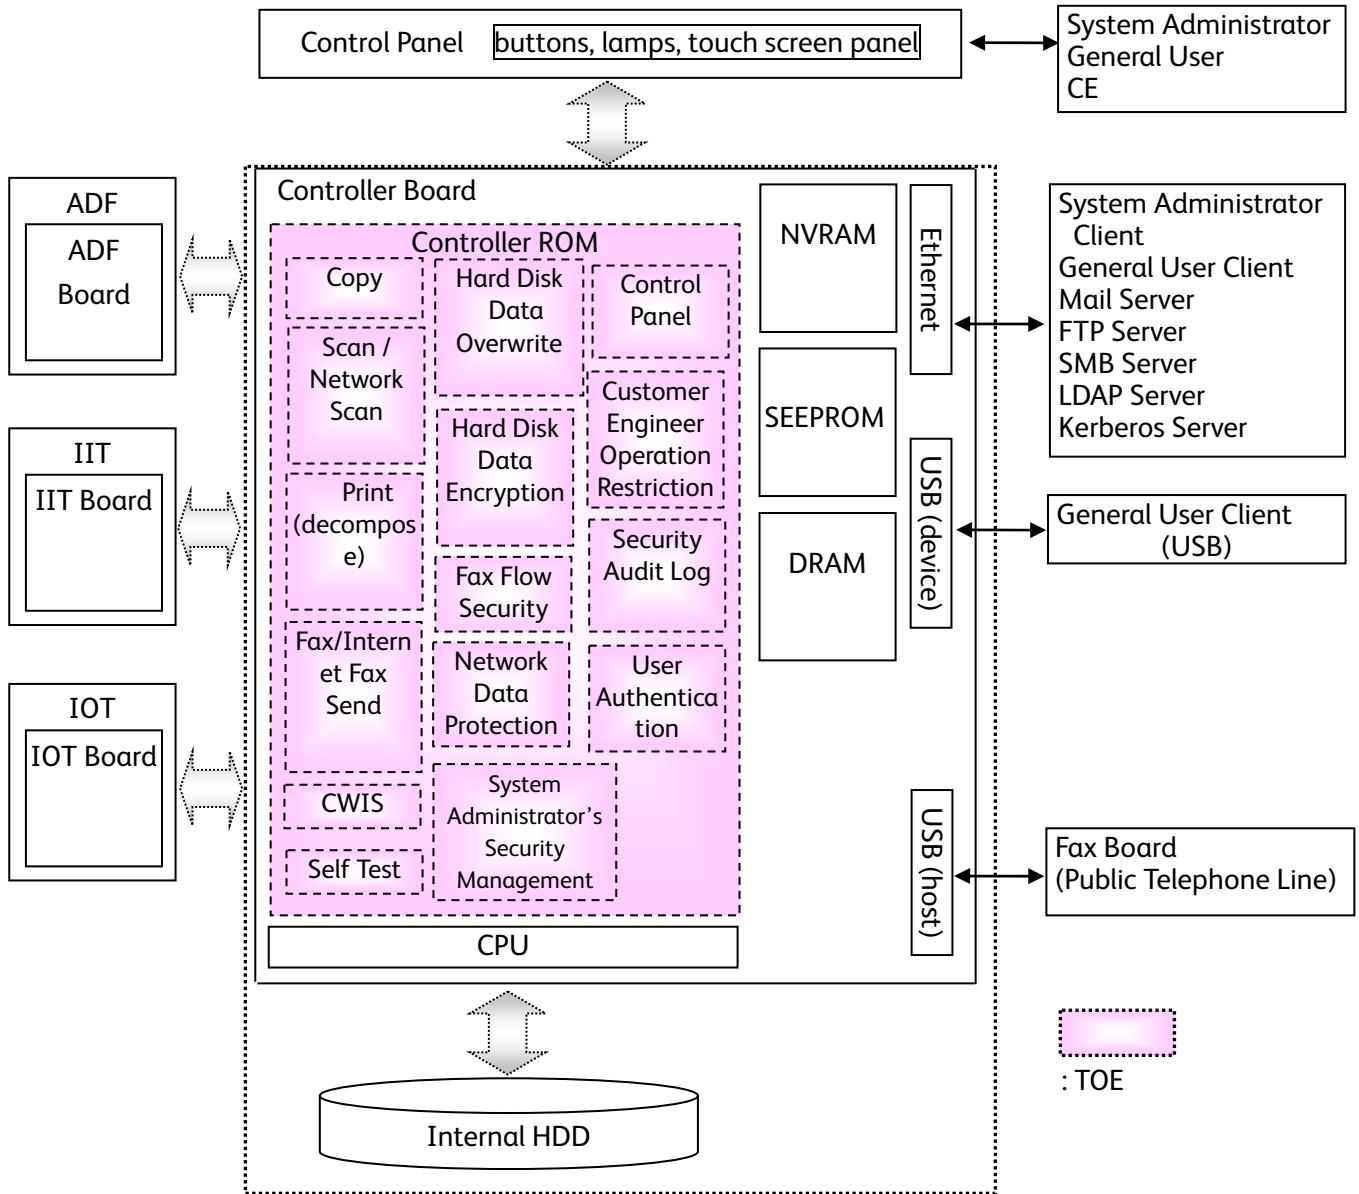 Control Panel
buttons, lamps, touch screen panel
System Administrator
General User
CE
ADF
ADF
Board
IIT
IIT Board
IOT
IOT Board
Controller Board
Controller ROM
Copy
Scan /
Network
Scan
Print
(decompos
e)
Fax/Intern
et Fax
Send
CWIS
Self Test
Hard Disk
Data
Overwrite
Hard Disk
Data
Encryption
Fax Flow
Security
Network
Data
Protection
System
Administrator’s
Security
Management
Control
Panel
Customer
Engineer
Operation
Restriction
Security
Audit Log
User
Authentica
tion
CPU
NVRAM
SEEPROM
DRAM
Ethernet
USB (device)
USB (host)
System Administrator
Client
General User Client
Mail Server
FTP Server
SMB Server
LDAP Server
Kerberos Server
General User Client
(USB)
Fax Board
(Public Telephone Line)
Internal HDD
: TOE